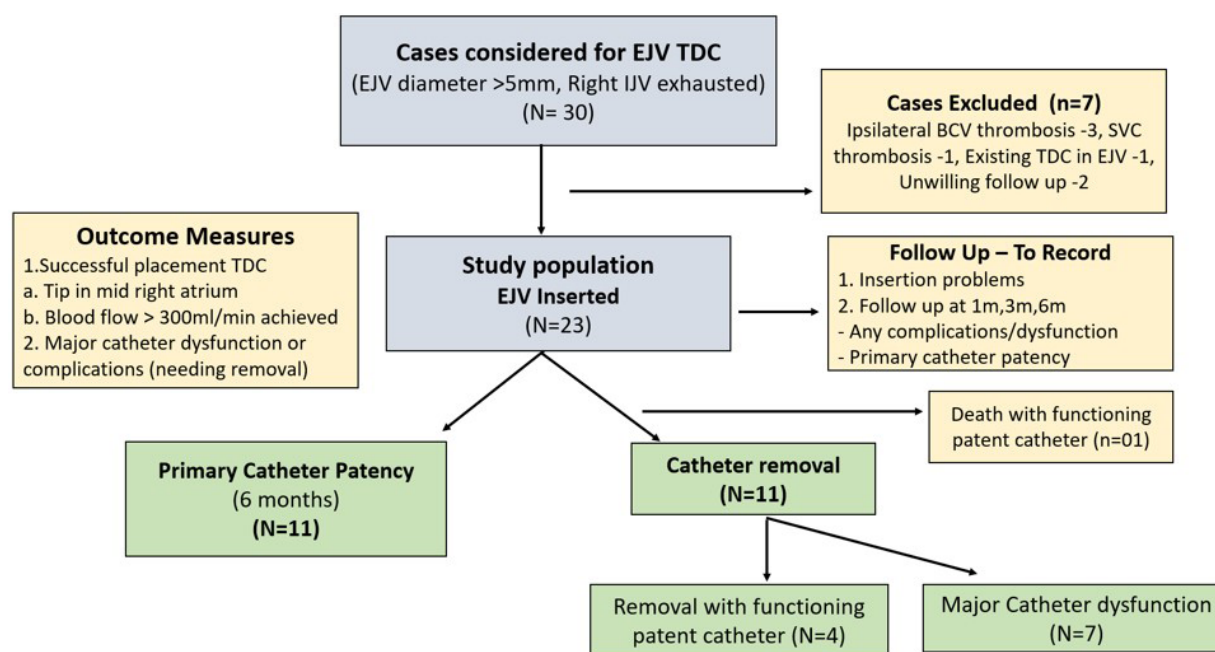 Cases considered for EJV TDC
(EJV diameter >5mm, Right IJV exhausted)
(N= 30)
Cases Excluded (n=7)
Ipsilateral BCV thrombosis -3, SVC
thrombosis -1, Existing TDC in EJV -1,
Unwilling follow up -2
Outcome Measures
1.Successful placement TDC
a. Tip in mid right atrium
b. Blood flow > 300ml/min achieved
2. Major catheter dysfunction or
complications (needing removal)
Study population
EJV Inserted
(N=23)
Follow Up – To Record
1. Insertion problems
2. Follow up at 1m,3m,6m
- Any complications/dysfunction
- Primary catheter patency
Death with functioning
patent catheter (n=01)
Primary Catheter Patency
(6 months)
(N=11)
Catheter removal
(N=11)
Removal with functioning
patent catheter (N=4)
Major Catheter dysfunction
(N=7)